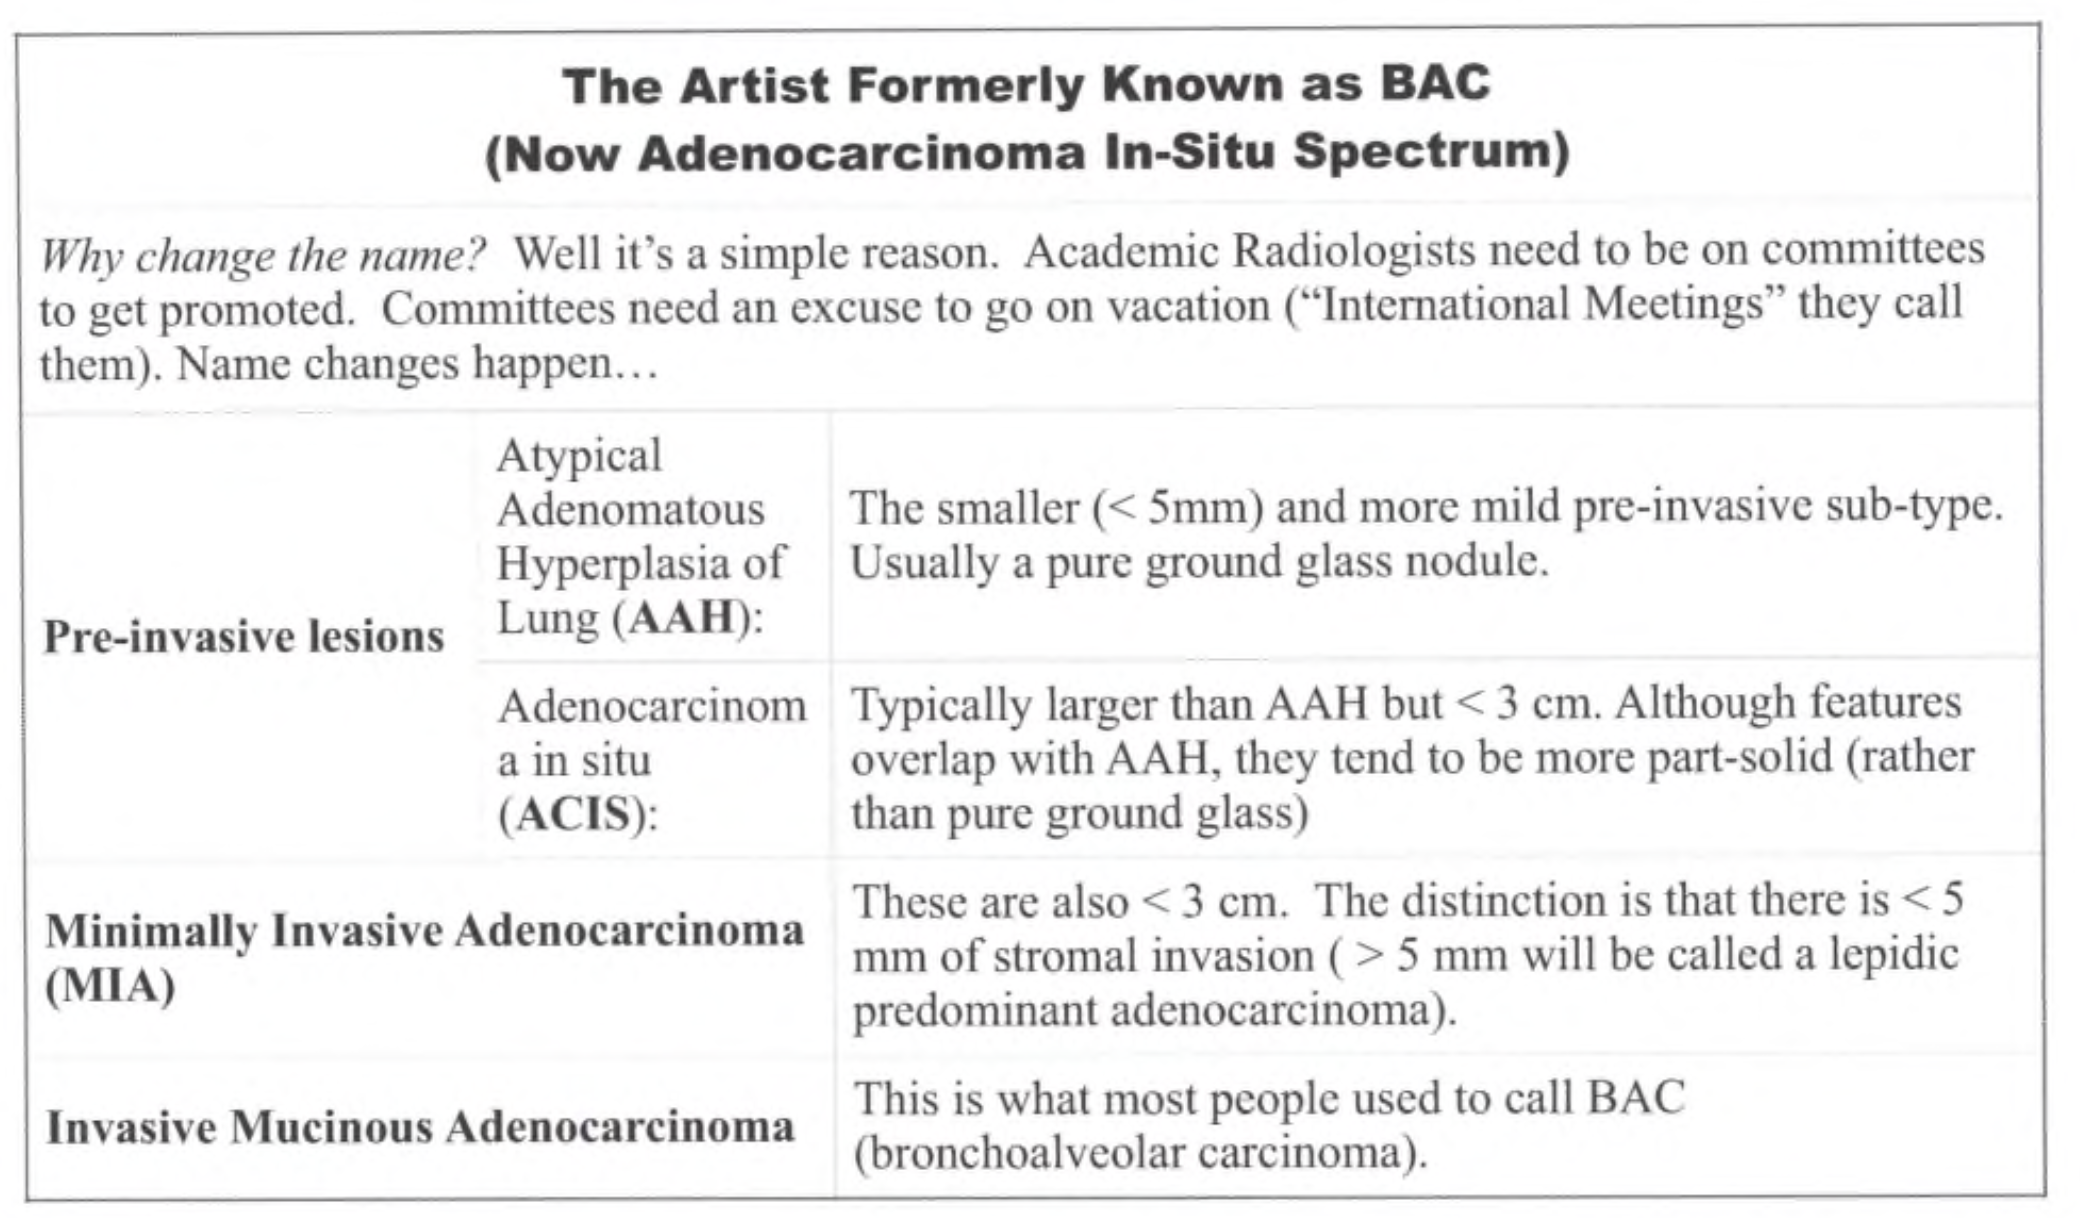 The Artist Formerly Known as BAC
(Now Adenocarcinoma In-Situ Spectrum)
Why change the name?  Well it's a simple reason.  Academic Radiologists need to be on committees
to get promoted.  Committees need an excuse to go on vacation (“International Meetings” they call
them). Name changes happen…
Pre-invasive lesions
Atypical
Adenomatous
Hyperplasia of
Lung (AAH):
The smaller (< 5mm) and more mild pre-invasive sub-type.
Usually a pure ground glass nodule.
Adenocarcinom
a in situ
(ACIS):
Typically larger than AAH but < 3 cm. Although features
overlap with AAH, they tend to be more part-solid (rather
than pure ground glass)
Minimally Invasive Adenocarcinoma
(MIA)
These are also < 3 cm.  The distinction is that there is < 5
mm of stromal invasion ( > 5 mm will be called a lepidic
predominant adenocarcinoma).
Invasive Mucinous Adenocarcinoma
This is what most people used to call BAC
(bronchoalveolar carcinoma).